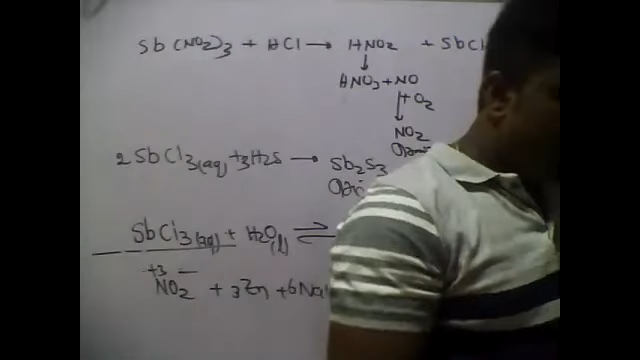 Sb(NO2)3 + HCl → HNO2 + SbCl
↓
HNO3 + NO
↓ + O2
NO2
2SbCl3(aq) + 3H2S → Sb2S3
SbCl3(aq) + H2O(l) ⇌
+3 −
NO2 + 3Zn + 6Na